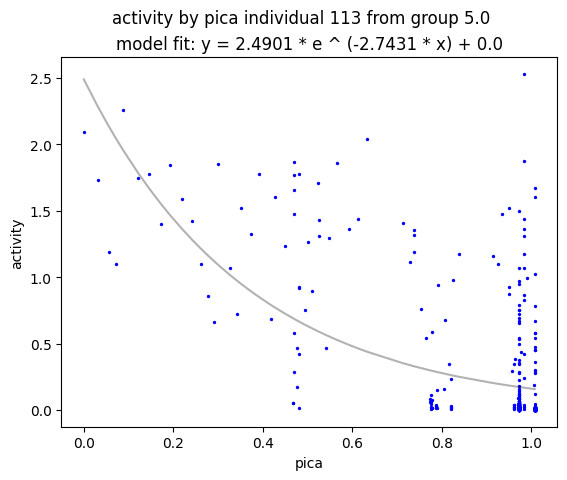 activity by pica individual 113 from group 5.0
model fit: y = 2.4901 * e ^ (-2.7431 * x) + 0.0
2.5
2.0
1.5
1.0
0.5
0.0
activity
0.0 0.2 0.4 0.6 0.8 1.0
pica